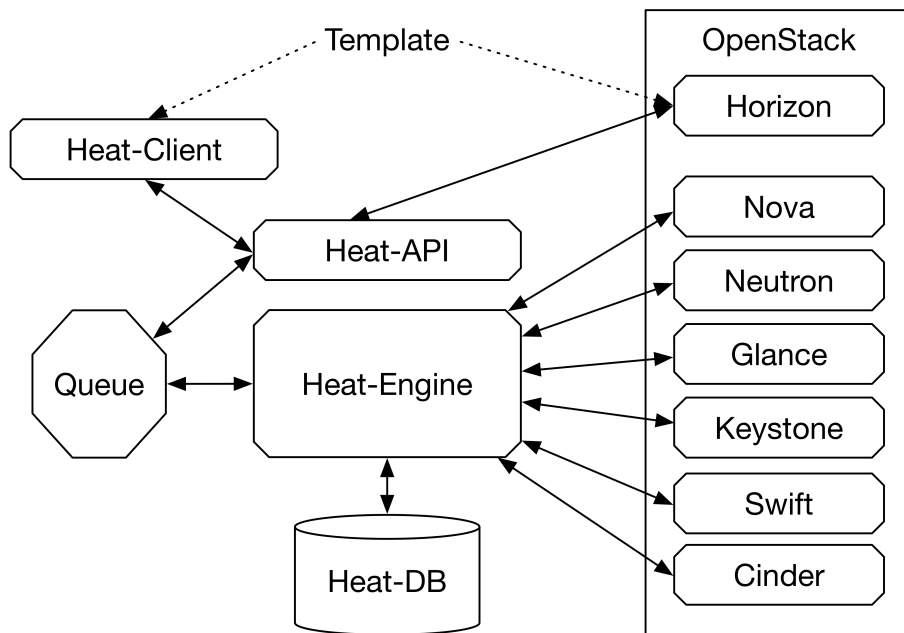 Template
OpenStack
Horizon
Heat-Client
Nova
Heat-API
Neutron
Glance
Queue
Heat-Engine
Keystone
Swift
Heat-DB
Cinder